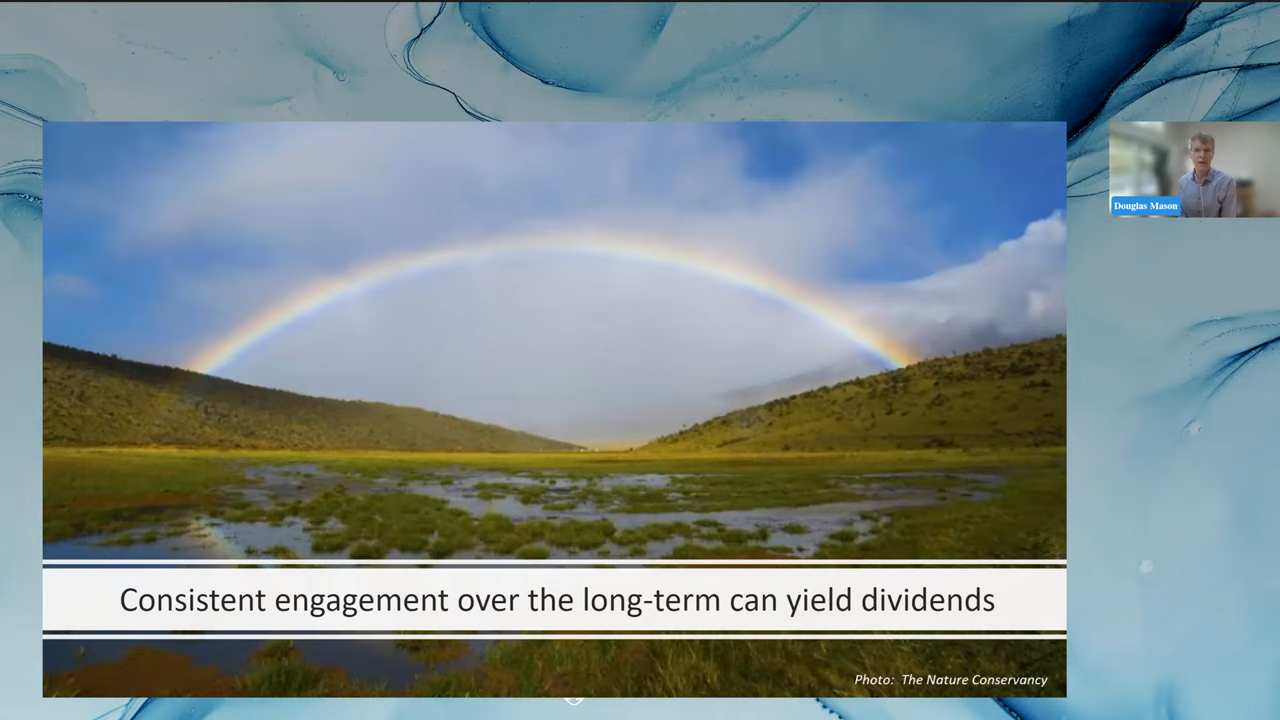 Douglas Mason
Consistent engagement over the long-term can yield dividends
Photo: The Nature Conservancy